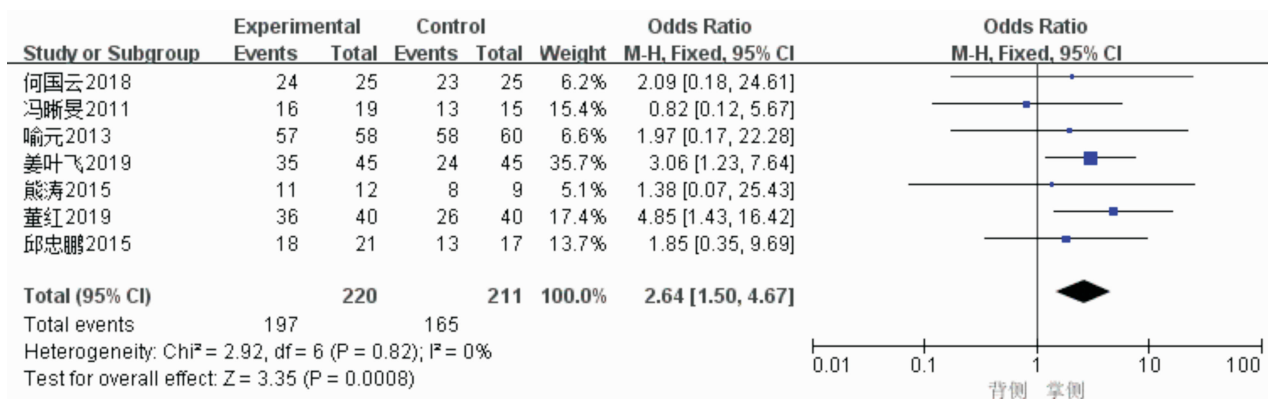 Experimental Control Odds Ratio Odds Ratio
Study or Subgroup Events Total Events Total Weight M-H, Fixed, 95% CI M-H, Fixed, 95% CI
何国云2018 24 25 23 25 6.2% 2.09 [0.18, 24.61]
冯晰旻2011 16 19 13 15 15.4% 0.82 [0.12, 5.67]
喻元2013 57 58 58 60 6.6% 1.97 [0.17, 22.28]
姜叶飞2019 35 45 24 45 35.7% 3.06 [1.23, 7.64]
熊涛2015 11 12 8 9 5.1% 1.38 [0.07, 25.43]
董红2019 36 40 26 40 17.4% 4.85 [1.43, 16.42]
邱忠鹏2015 18 21 13 17 13.7% 1.85 [0.35, 9.69]
Total (95% CI) 220 211 100.0% 2.64 [1.50, 4.67]
Total events 197 165
Heterogeneity: Chi² = 2.92, df = 6 (P = 0.82); I² = 0%
Test for overall effect: Z = 3.35 (P = 0.0008)
0.01 0.1 1 10 100
背侧 掌侧